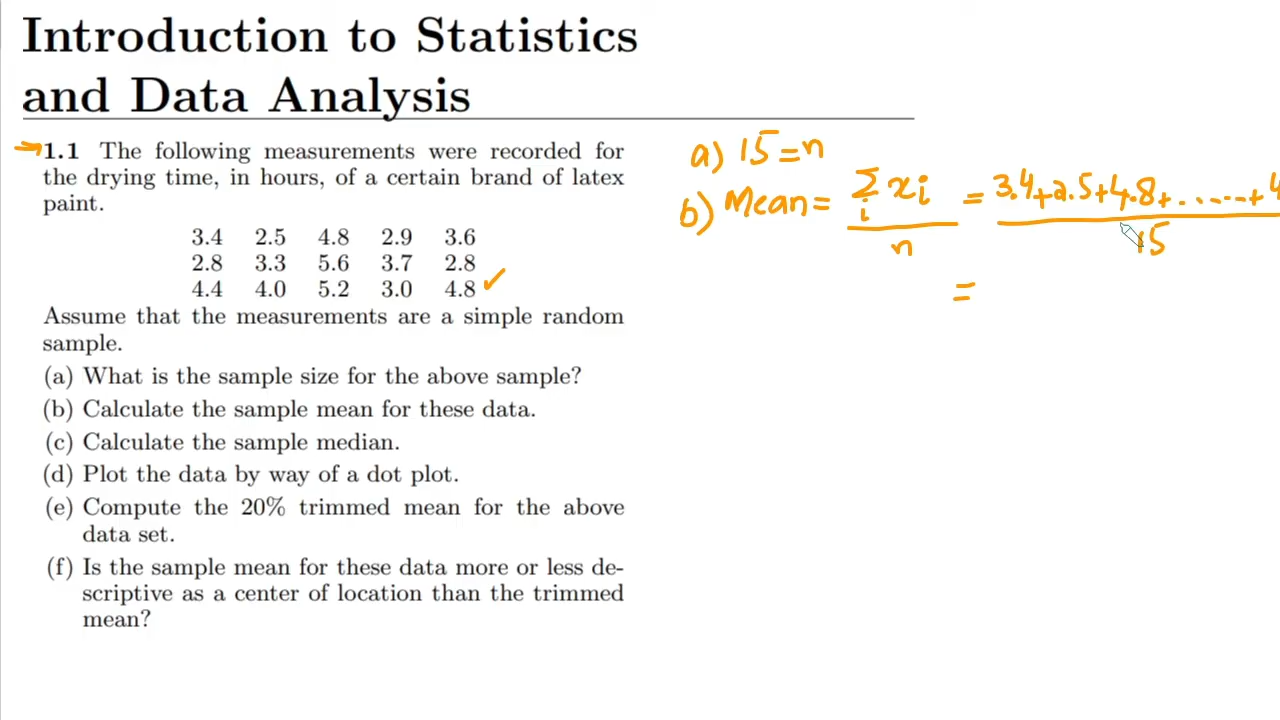 Introduction to Statistics
and Data Analysis
1.1 The following measurements were recorded for
the drying time, in hours, of a certain brand of latex
paint.
3.4 2.5 4.8 2.9 3.6
2.8 3.3 5.6 3.7 2.8
4.4 4.0 5.2 3.0 4.8
Assume that the measurements are a simple random
sample.
(a) What is the sample size for the above sample?
(b) Calculate the sample mean for these data.
(c) Calculate the sample median.
(d) Plot the data by way of a dot plot.
(e) Compute the 20% trimmed mean for the above
data set.
(f) Is the sample mean for these data more or less de-
scriptive as a center of location than the trimmed
mean?
a) 15 = n
b) Mean = Σ xi = 3.4+2.5+4.8+......+4
i
n 15
=